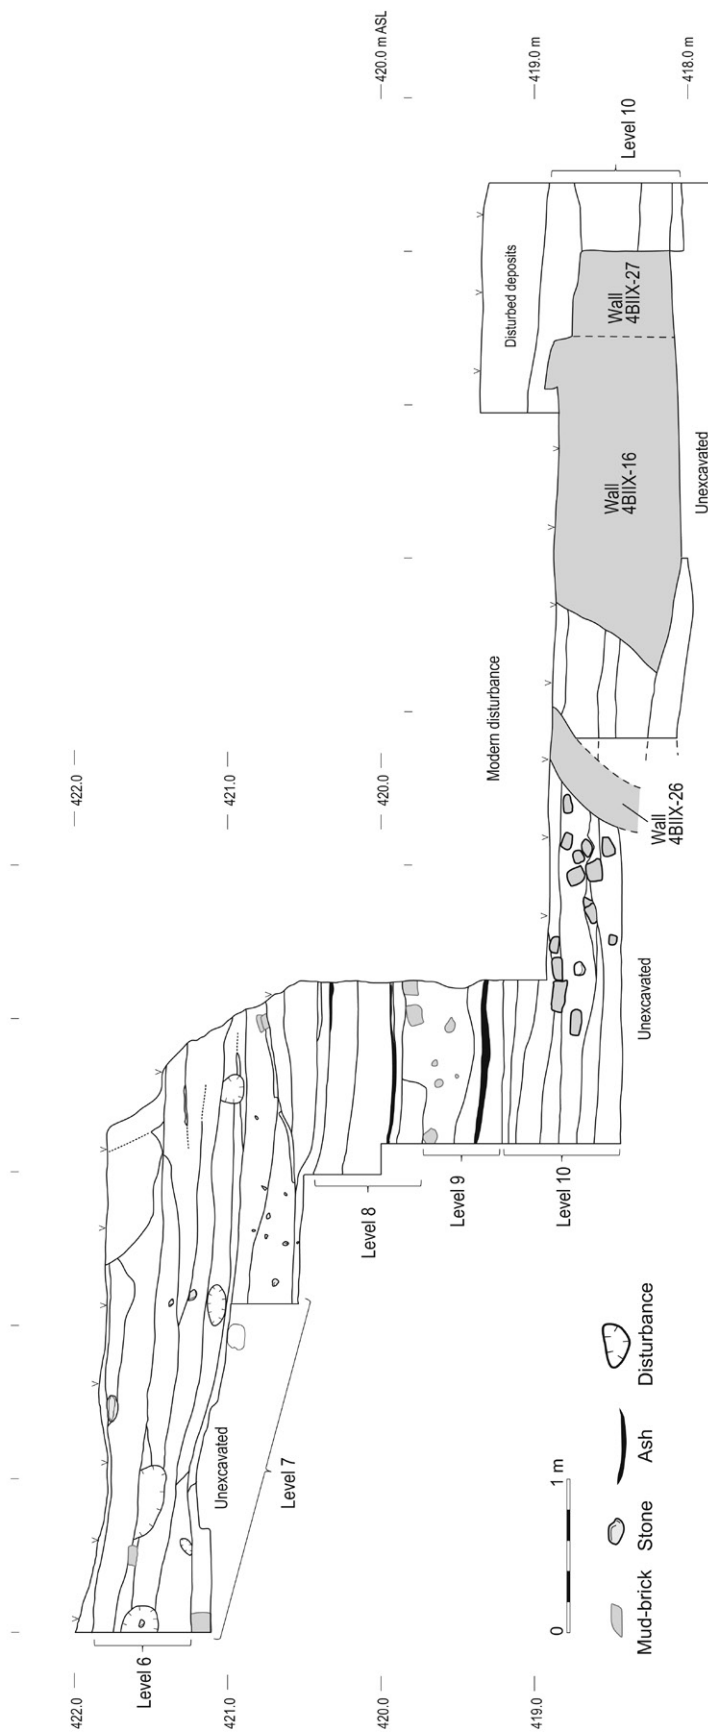 422.0
421.0
420.0
419.0
Level 6
Unexcavated
Level 7
Level 8
Level 9
Level 10
Unexcavated
Wall
4BIIX-26
Modern disturbance
422.0
421.0
420.0
Wall
4BIIX-16
Unexcavated
Disturbed deposits
Wall
4BIIX-27
Level 10
420.0 m ASL
419.0 m
418.0 m
0
1 m
Mud-brick
Stone
Ash
Disturbance